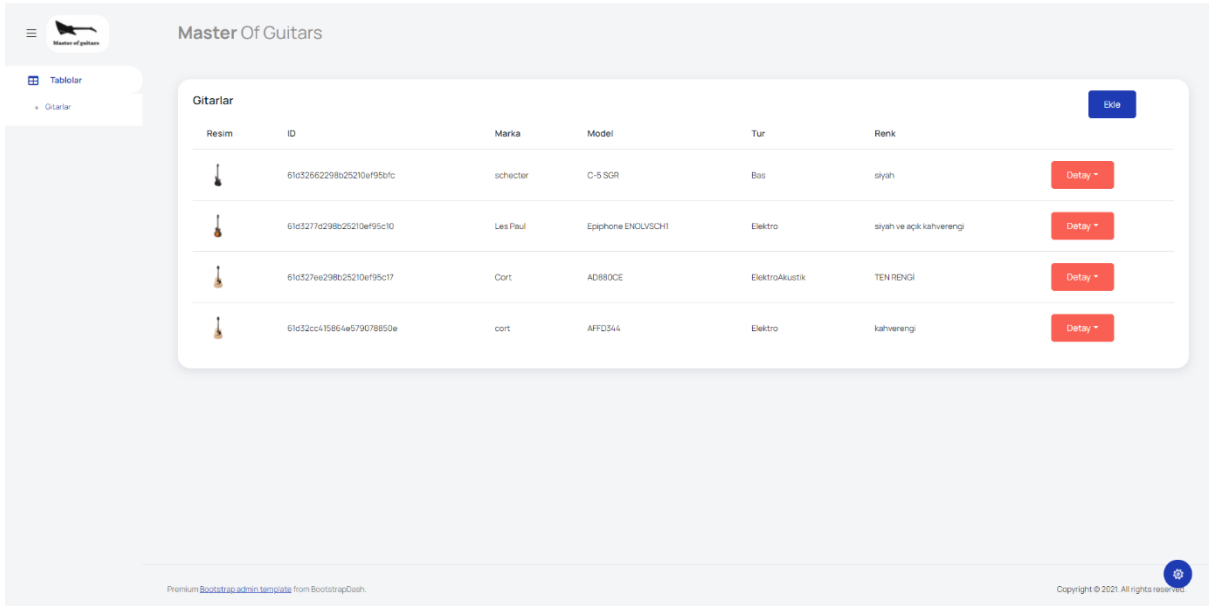 Master of guitars
Master Of Guitars
Tablolar
Gitarlar
Gitarlar
Ekle
Resim ID Marka Model Tur Renk
61d32662298b25210ef95bfc schecter C-5 SGR Bas siyah Detay
61d3277d298b25210ef95c10 Les Paul Epiphone ENOLVSCH1 Elektro siyah ve açık kahverengi Detay
61d327ee298b25210ef95c17 Cort AD880CE ElektroAkustik TEN RENGİ Detay
61d32cc415864e579078850e cort AFFD344 Elektro kahverengi Detay
Premium Bootstrap admin template from BootstrapDash.
Copyright © 2021. All rights reserved.